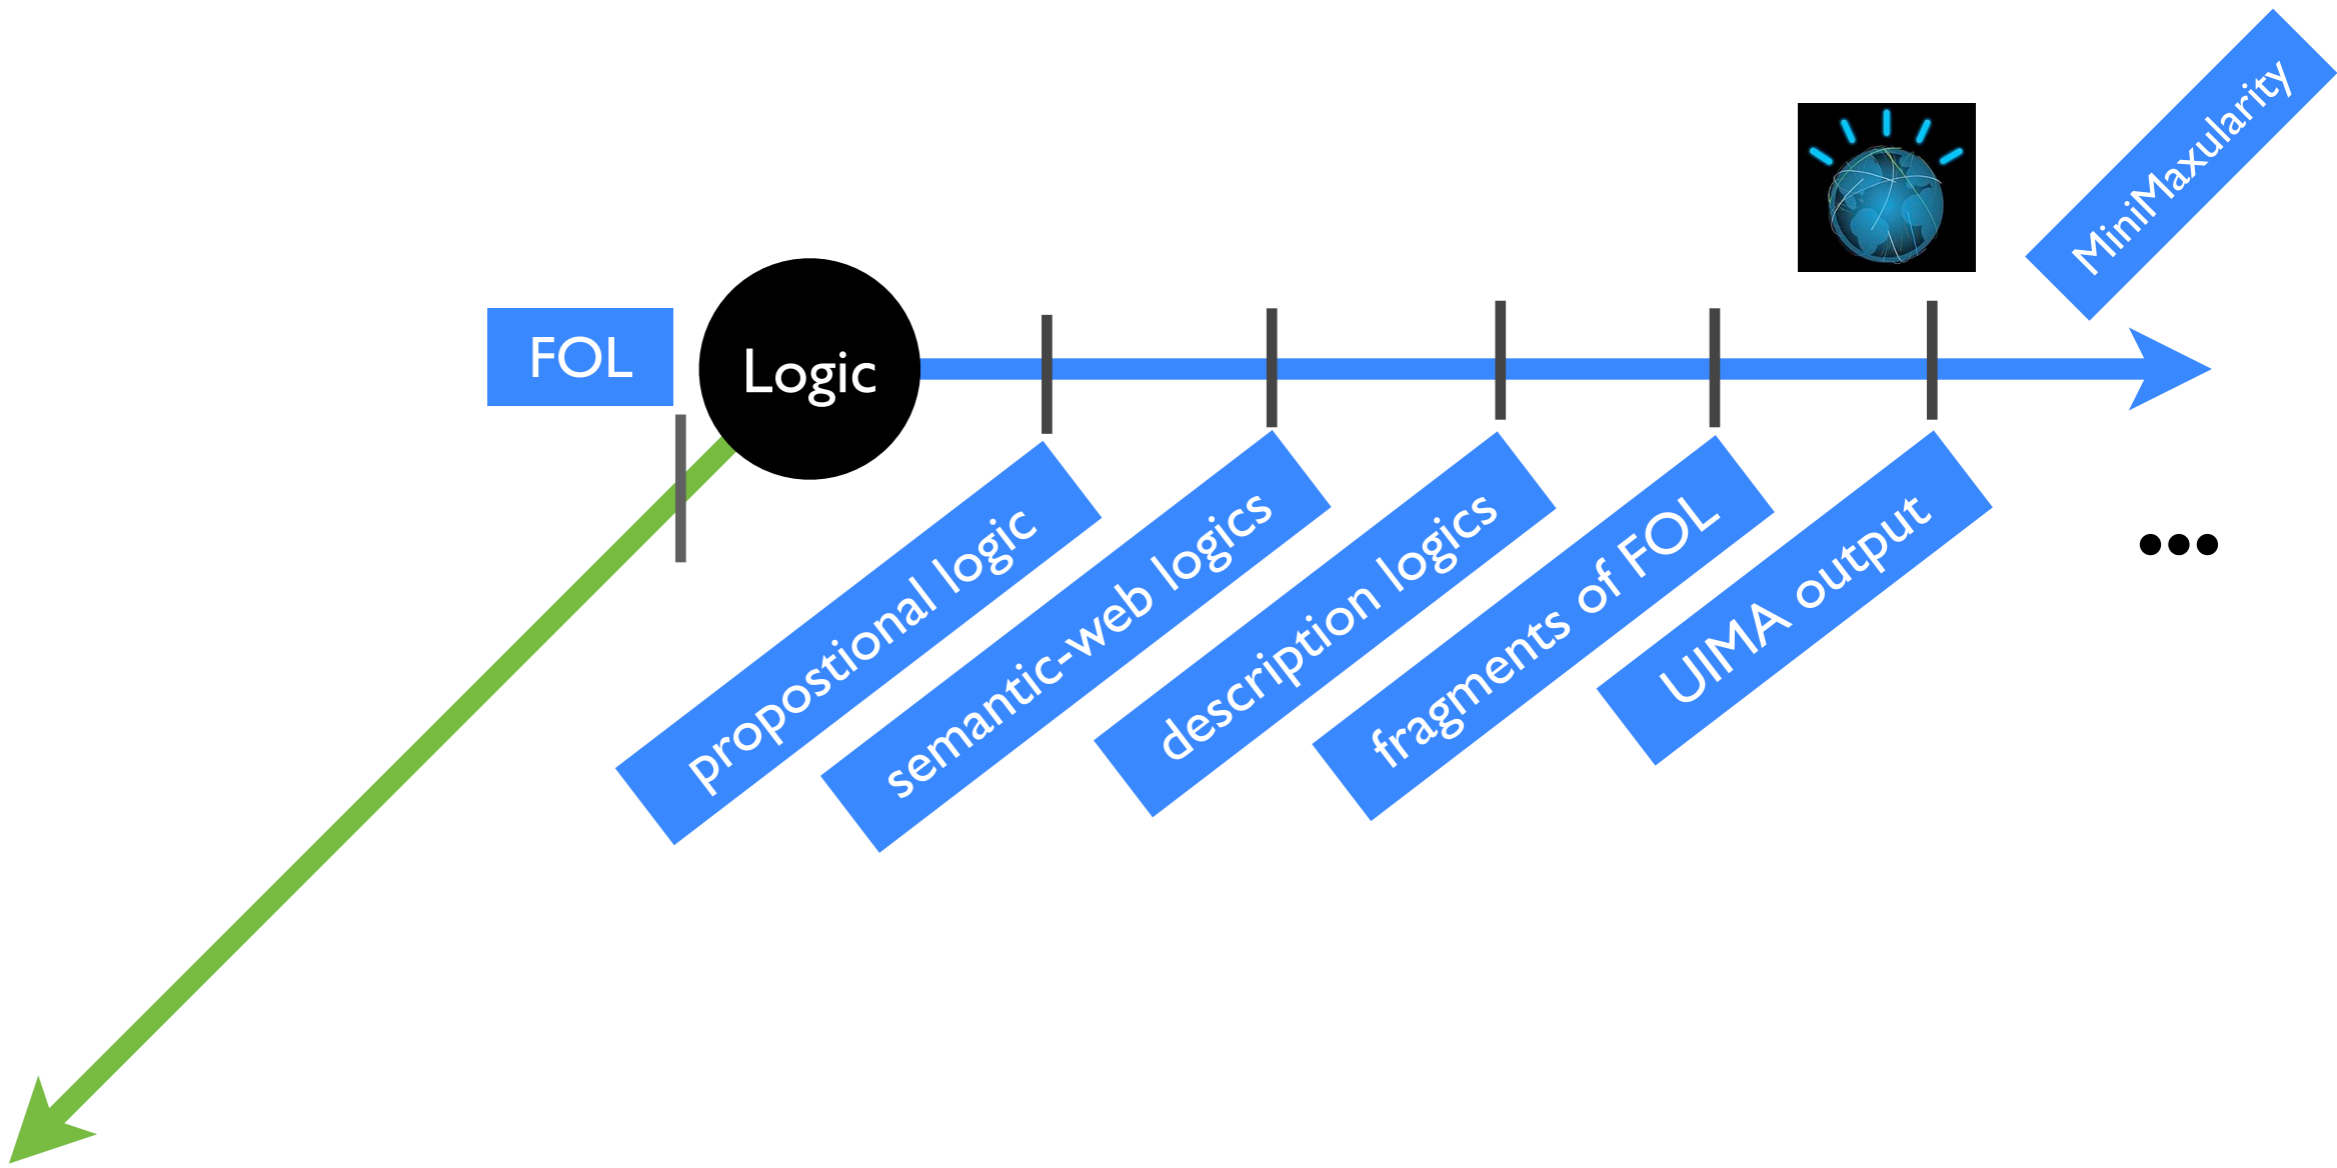 MiniMaxularity
FOL
Logic
propostional logic
semantic-web logics
description logics
fragments of FOL
UIMA output
...